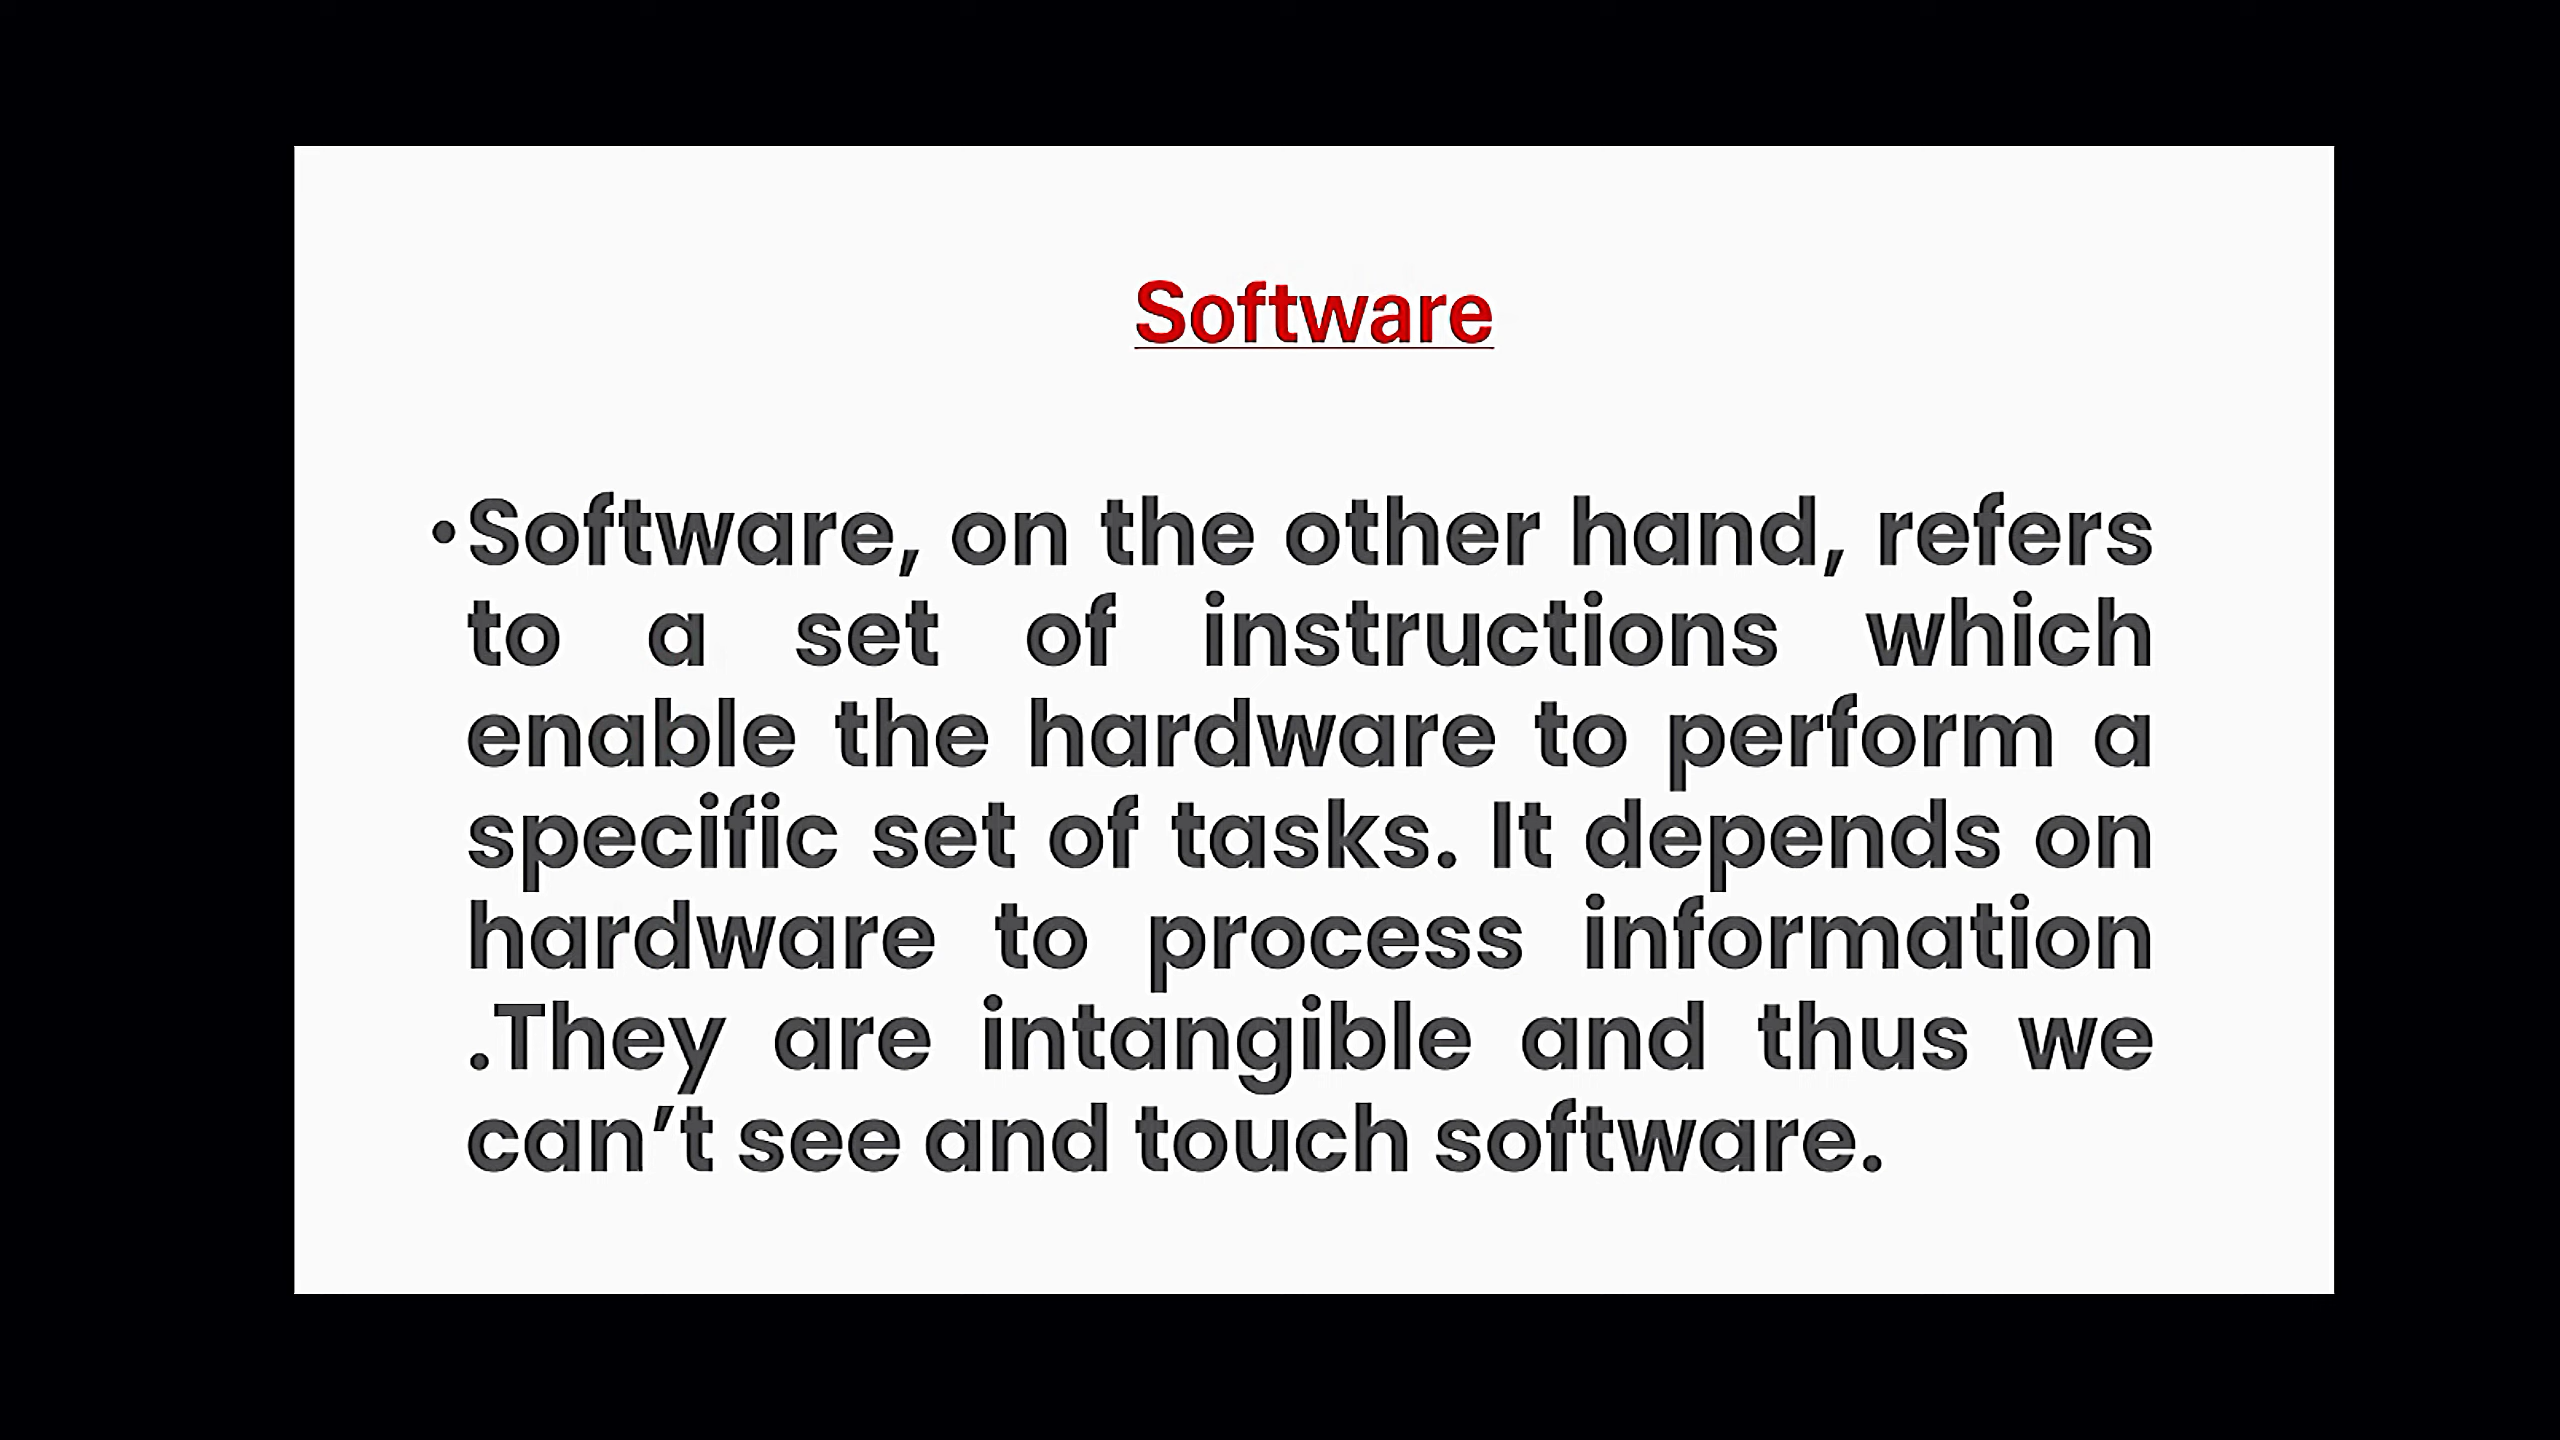 Software
•Software, on the other hand, refers
to a set of instructions which
enable the hardware to perform a
specific set of tasks. It depends on
hardware to process information
.They are intangible and thus we
can’t see and touch software.